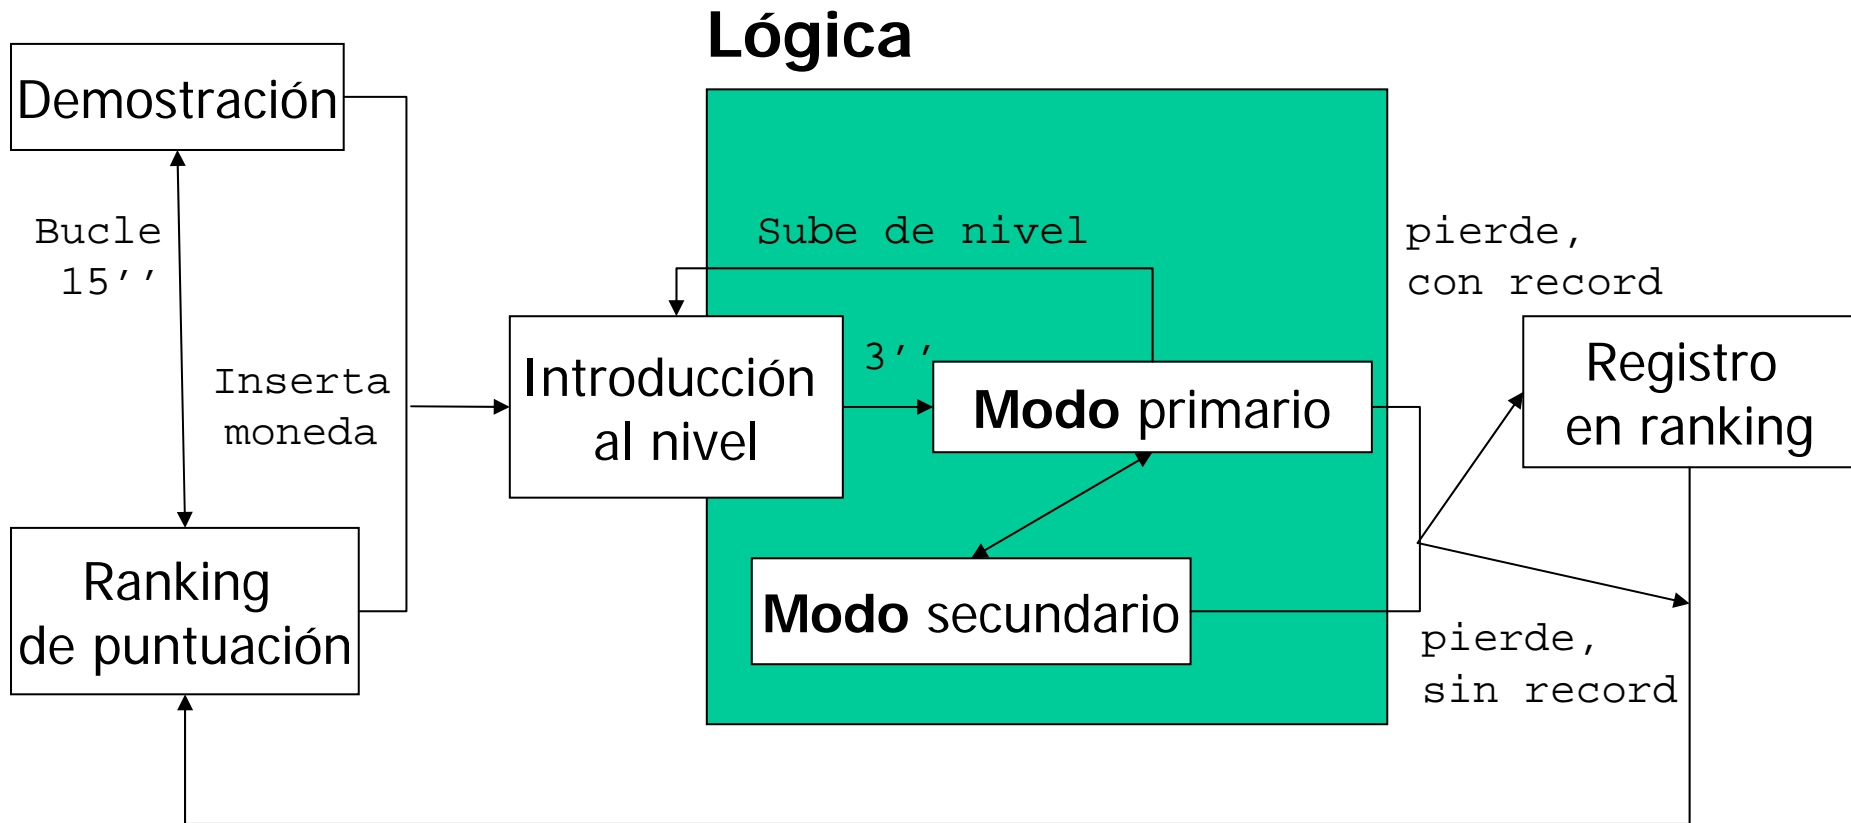 Lógica
Demostración
Bucle
15’’
Inserta
moneda
Ranking
de puntuación
Sube de nivel
Introducción
al nivel
3’’
Modo primario
Modo secundario
pierde,
con record
Registro
en ranking
pierde,
sin record